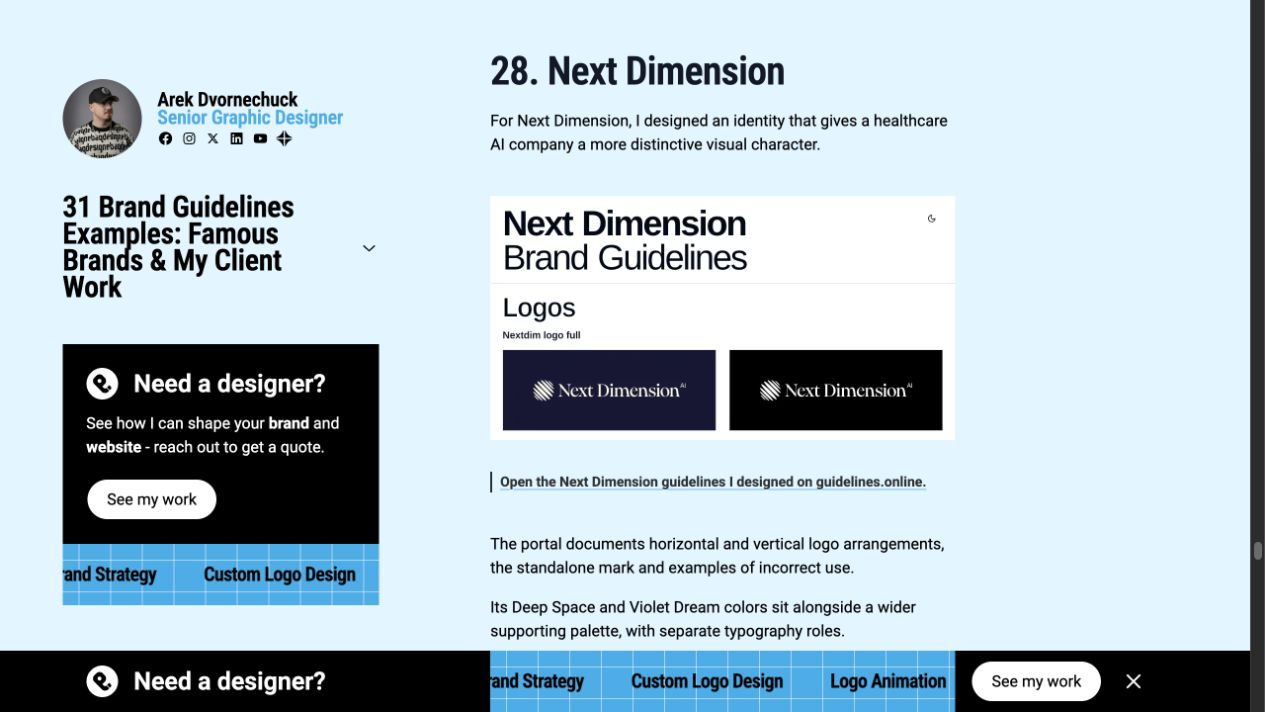 Arek Dvornechuck
Senior Graphic Designer
31 Brand Guidelines
Examples: Famous
Brands & My Client
Work
Need a designer?
See how I can shape your brand and
website - reach out to get a quote.
See my work
rand Strategy Custom Logo Design
28. Next Dimension
For Next Dimension, I designed an identity that gives a healthcare
AI company a more distinctive visual character.
Next Dimension
Brand Guidelines
Logos
Nextdim logo full
Next Dimension AI
Next Dimension AI
Open the Next Dimension guidelines I designed on guidelines.online.
The portal documents horizontal and vertical logo arrangements,
the standalone mark and examples of incorrect use.
Its Deep Space and Violet Dream colors sit alongside a wider
supporting palette, with separate typography roles.
Need a designer?
rand Strategy Custom Logo Design Logo Animation
See my work